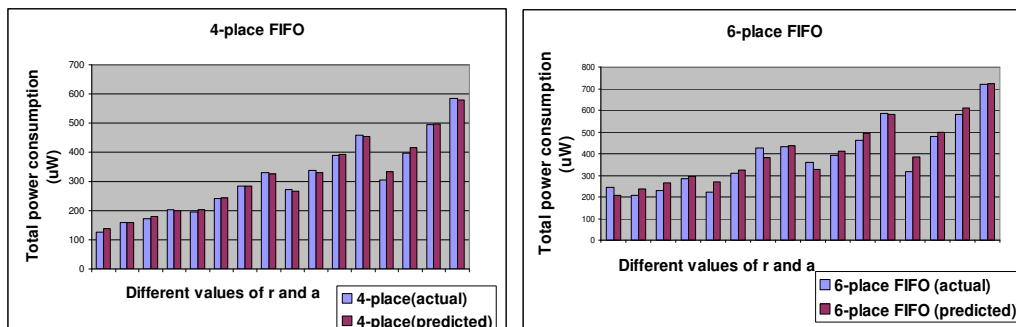 4-place FIFO
Total power consumption
(uW)
700
600
500
400
300
200
100
0
Different values of r and a
4-place(actual)
4-place(predicted)
6-place FIFO
Total power consumption
(uW)
800
700
600
500
400
300
200
100
0
Different values of r and a
6-place FIFO (actual)
6-place FIFO (predicted)